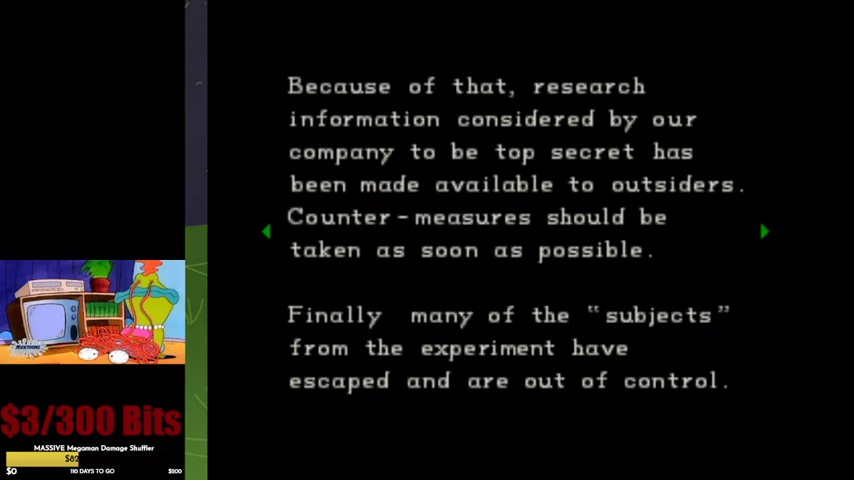 Because of that, research
information considered by our
company to be top secret has
been made available to outsiders.
Counter-measures should be
taken as soon as possible.
Finally many of the "subjects"
from the experiment have
escaped and are out of control.
NICKTOONS
$3/300 Bits
MASSIVE Megaman Damage Shuffler
$82
$0 110 DAYS TO GO $200